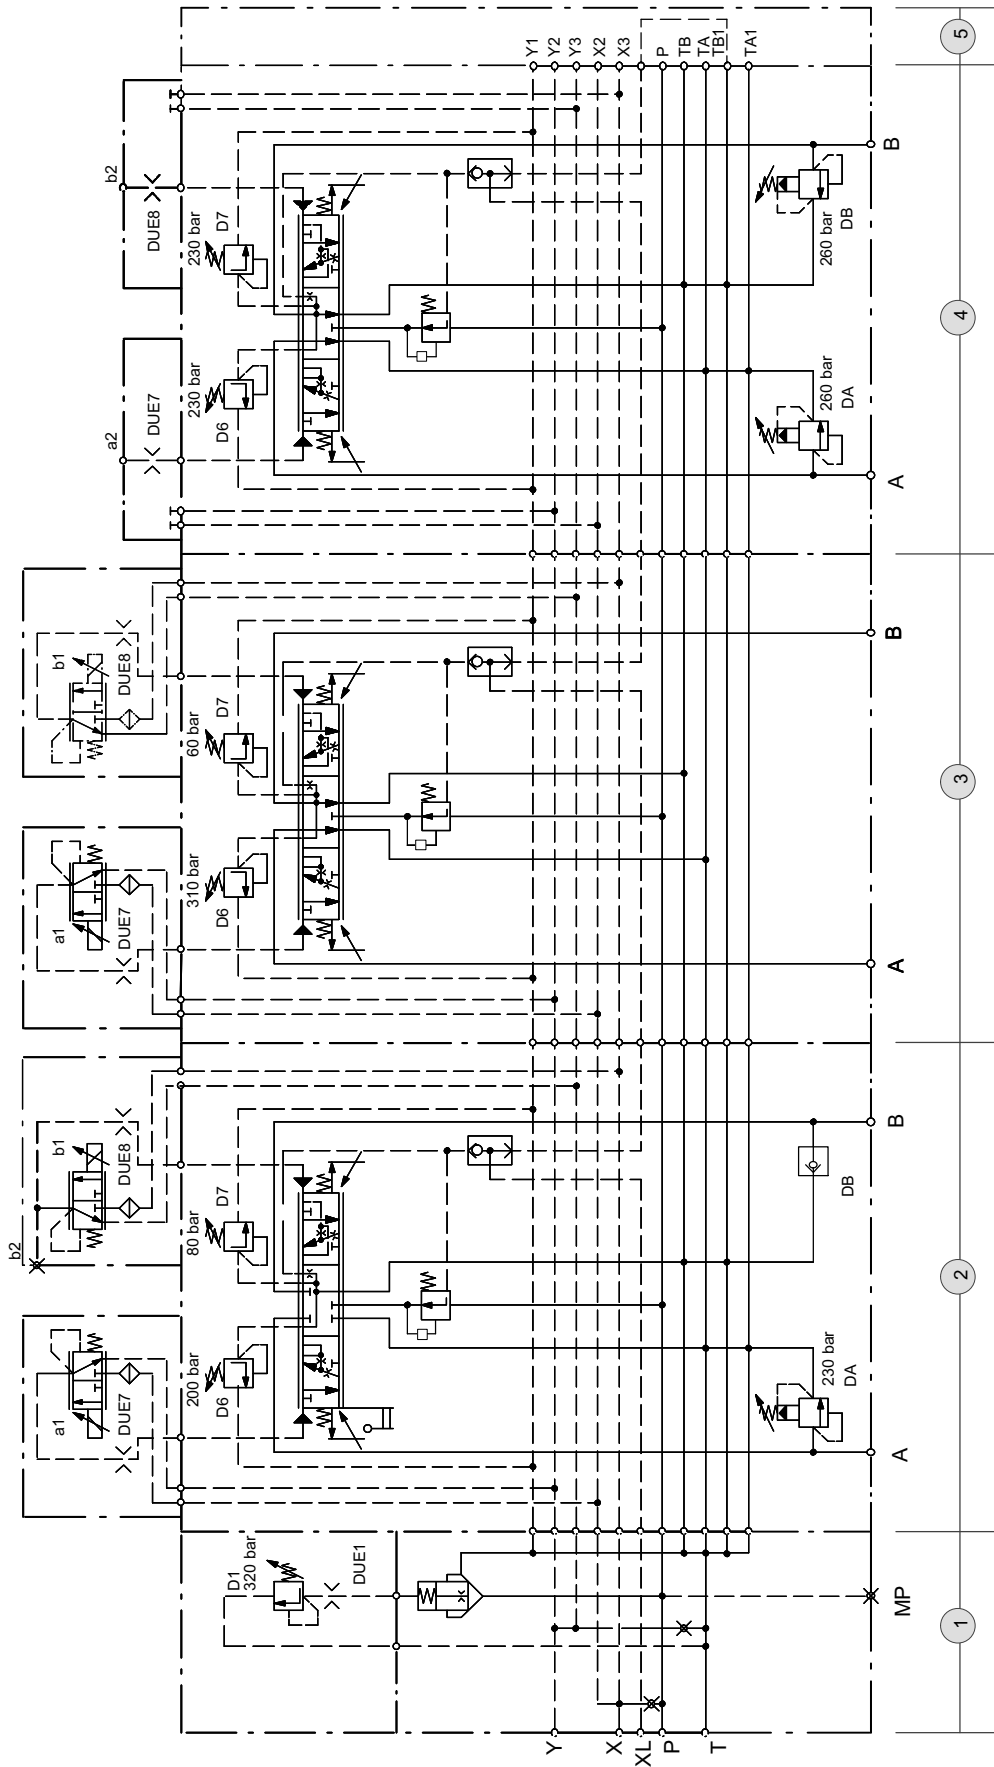 b2
DUE8
230 bar
D7
a2
DUE7
230 bar
D6
Y1
Y2
Y3
X2
X3
P
TB
TA
TB1
TA1
5
B
260 bar
DB
260 bar
DA
A
4
b1
DUE8
60 bar
D7
a1
DUE7
310 bar
D6
B
A
3
b2
b1
DUE8
80 bar
D7
a1
DUE7
200 bar
D6
B
DB
230 bar
DA
A
2
D1
320 bar
DUE1
MP
Y
X
XL
P
T
1